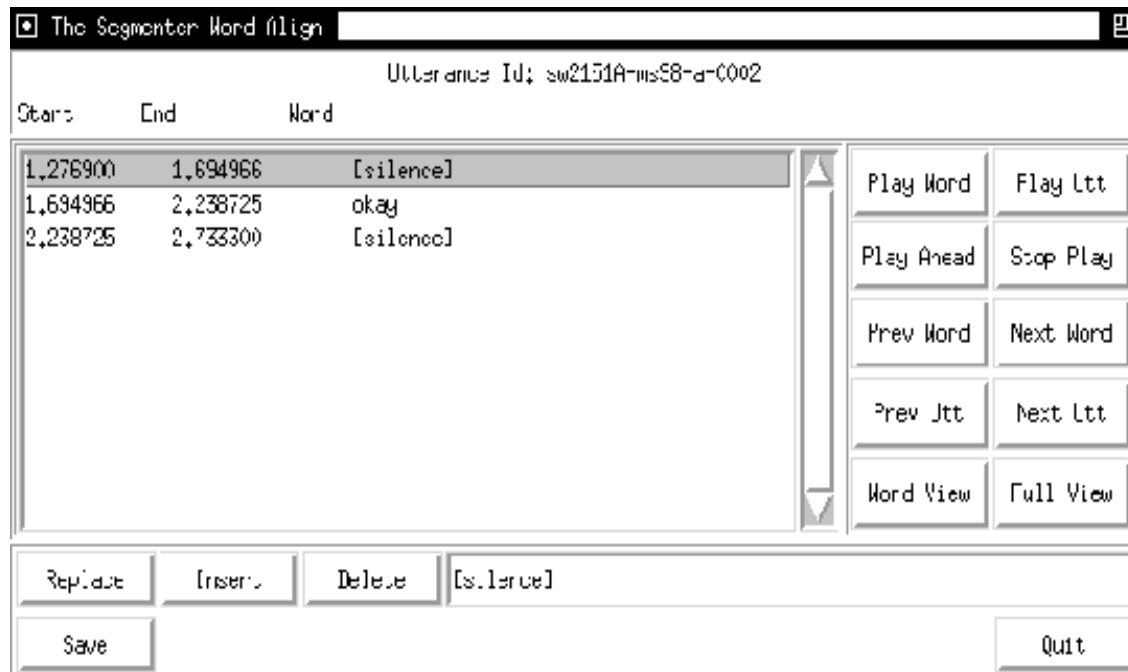 The Segmenter Word Align
Utterance Id: sw2151A-ms98-a-0002
Start End Word
1.276900 1.694966 [silence]
1.694966 2.238725 okay
2.238725 2.733300 [silence]
Play Word Play Utt
Play Ahead Stop Play
Prev Word Next Word
Prev Utt Next Utt
Word View Full View
Replace Insert Delete [silence]
Save Quit